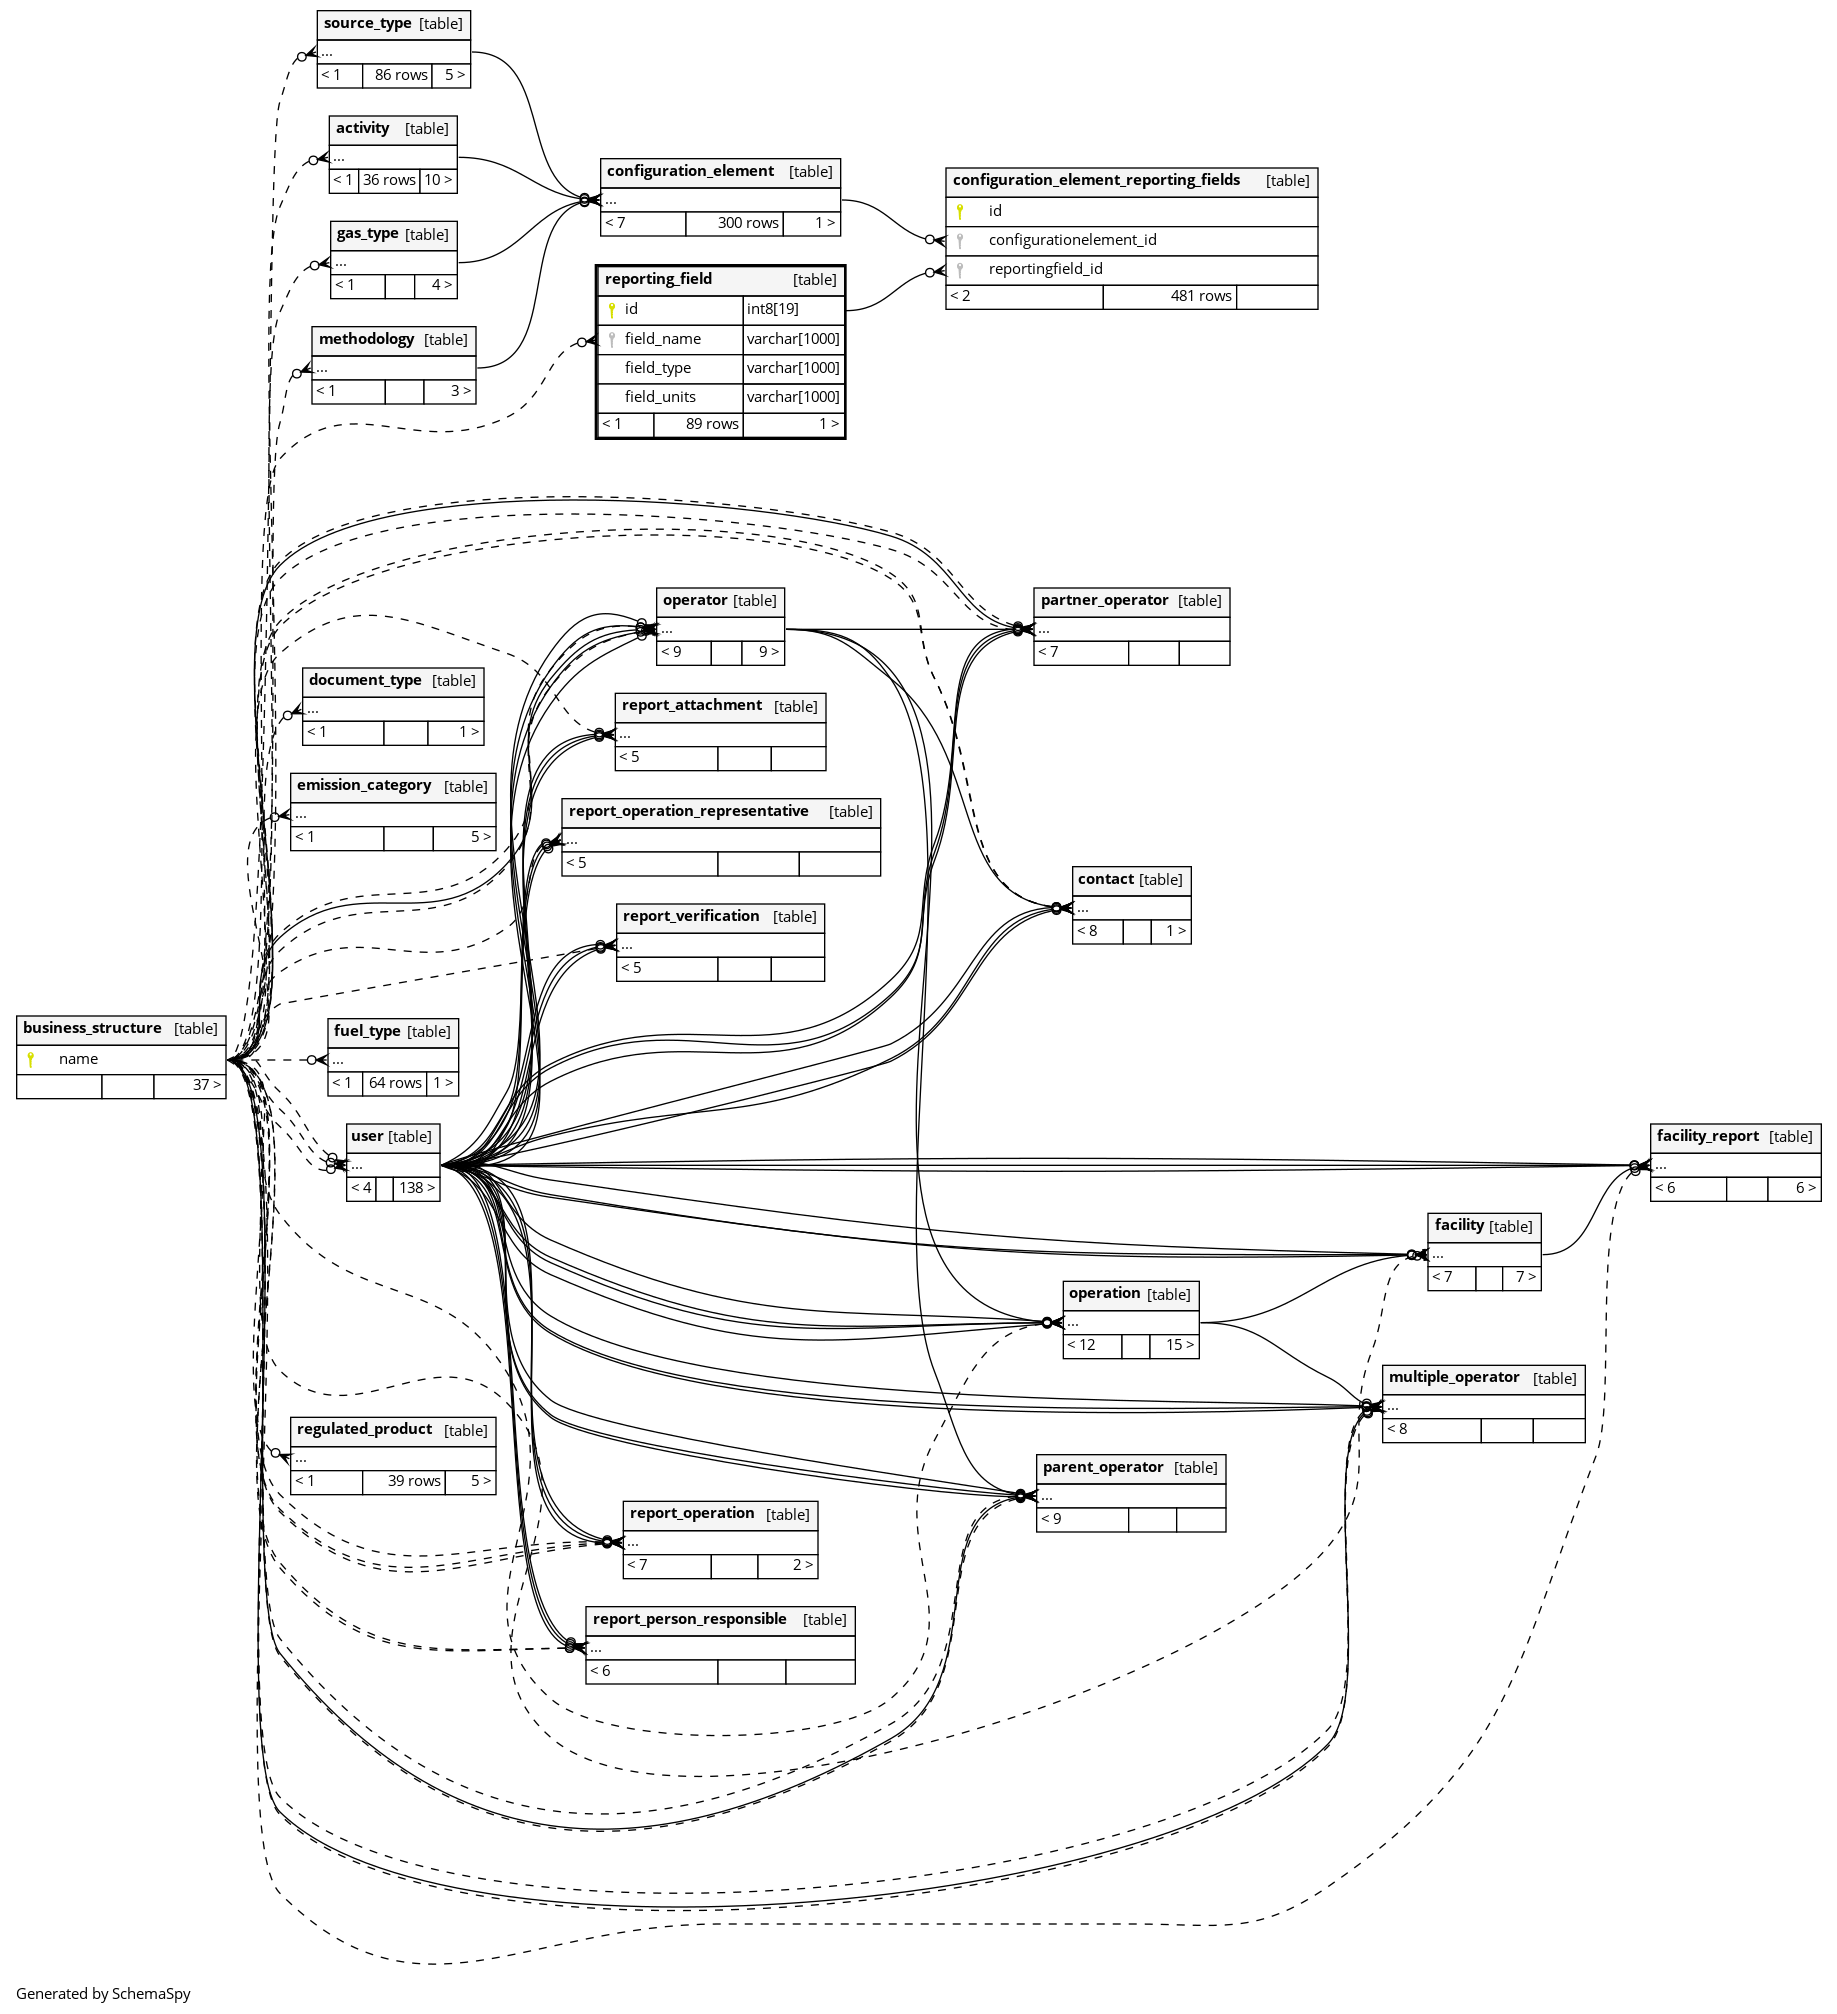 source_type [table]
...
< 1 86 rows 5 >
activity [table]
...
< 1 36 rows 10 >
gas_type [table]
...
< 1 4 >
methodology [table]
...
< 1 3 >
configuration_element [table]
...
< 7 300 rows 1 >
configuration_element_reporting_fields [table]
id
configurationelement_id
reportingfield_id
< 2 481 rows
reporting_field [table]
id int8[19]
field_name varchar[1000]
field_type varchar[1000]
field_units varchar[1000]
< 1 89 rows 1 >
operator [table]
...
< 9 9 >
partner_operator [table]
...
< 7
document_type [table]
...
< 1 1 >
report_attachment [table]
...
< 5
emission_category [table]
...
< 1 5 >
report_operation_representative [table]
...
< 5
contact [table]
...
< 8 1 >
report_verification [table]
...
< 5
business_structure [table]
name
37 >
fuel_type [table]
...
< 1 64 rows 1 >
user [table]
...
< 4 138 >
facility_report [table]
...
< 6 6 >
facility [table]
...
< 7 7 >
operation [table]
...
< 12 15 >
multiple_operator [table]
...
< 8
regulated_product [table]
...
< 1 39 rows 5 >
parent_operator [table]
...
< 9
report_operation [table]
...
< 7 2 >
report_person_responsible [table]
...
< 6
Generated by SchemaSpy